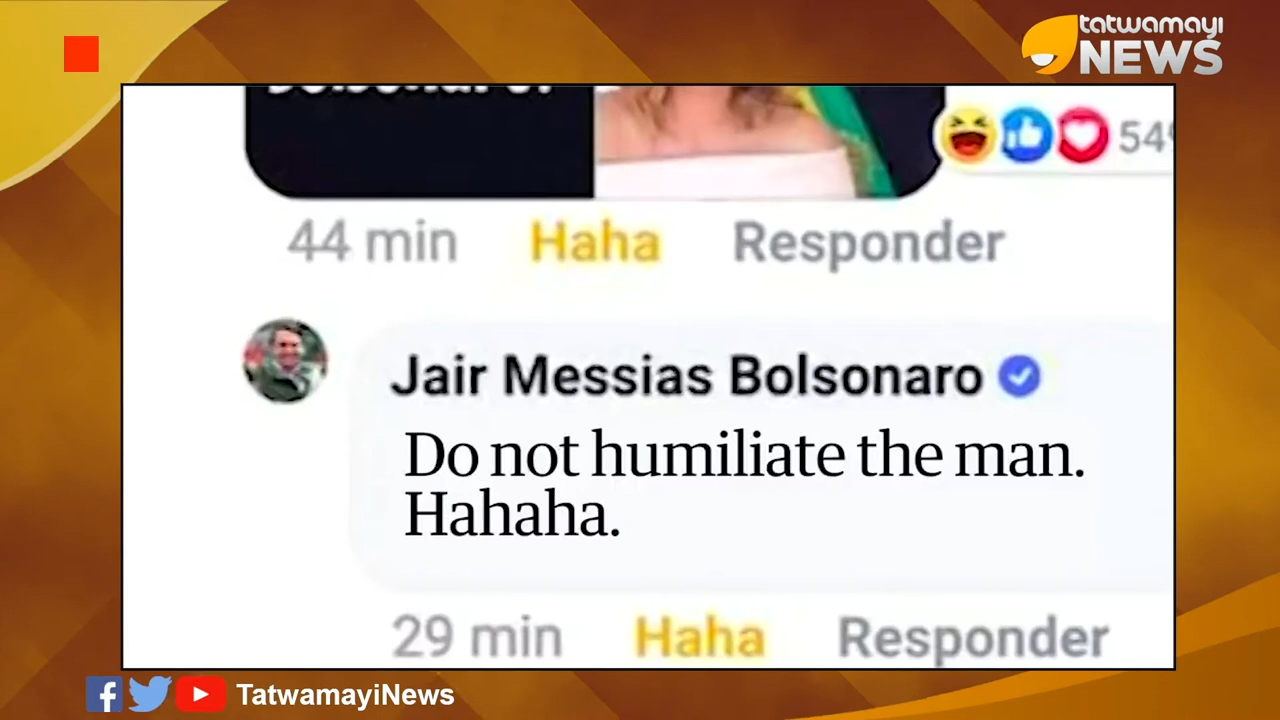 tatwamayi
NEWS
44 min Haha Responder
Jair Messias Bolsonaro
Do not humiliate the man.
Hahaha.
29 min Haha Responder
TatwamayiNews